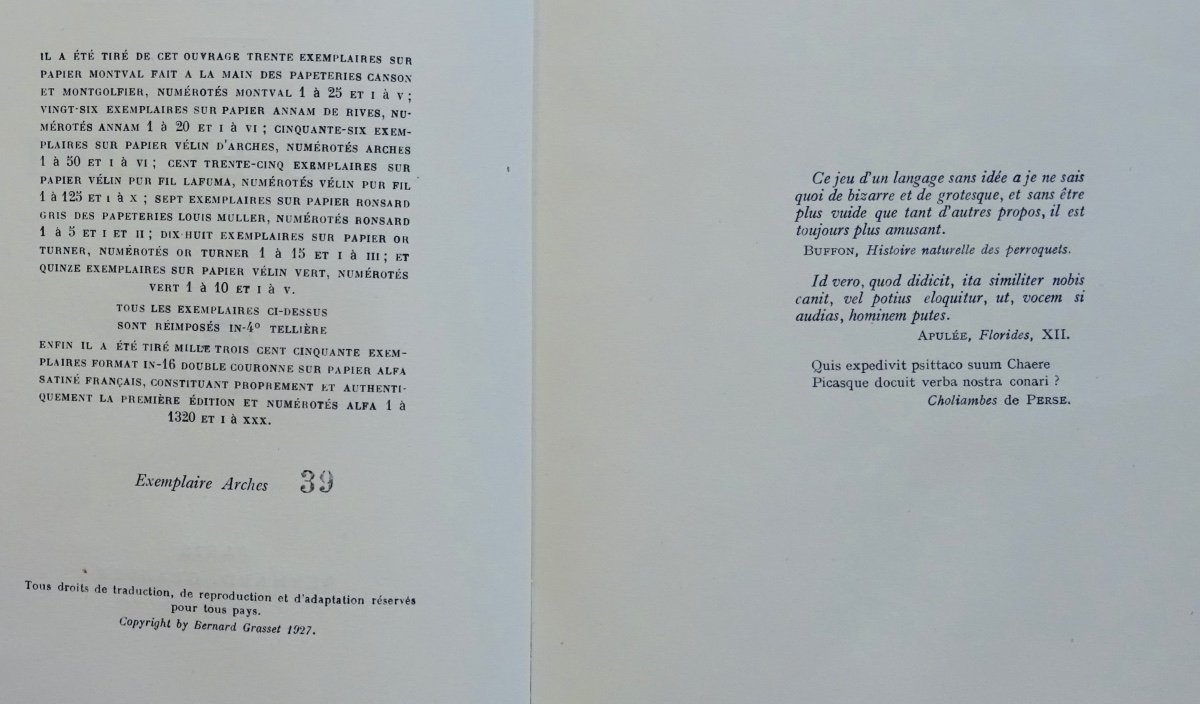 IL A ÉTÉ TIRÉ DE CET OUVRAGE TRENTE EXEMPLAIRES SUR
PAPIER MONTVAL FAIT A LA MAIN DES PAPETERIES CANSON
ET MONTGOLFIER, NUMÉROTÉS MONTVAL 1 à 25 ET I à V ;
VINGT-SIX EXEMPLAIRES SUR PAPIER ANNAM DE RIVES, NU-
MÉROTÉS ANNAM 1 à 20 ET I à VI ; CINQUANTE-SIX EXEM-
PLAIRES SUR PAPIER VÉLIN D'ARCHES, NUMÉROTÉS ARCHES
1 à 50 ET I à VI ; CENT TRENTE-CINQ EXEMPLAIRES SUR
PAPIER VÉLIN PUR FIL LAFUMA, NUMÉROTÉS VÉLIN PUR FIL
1 à 125 ET I à X ; SEPT EXEMPLAIRES SUR PAPIER RONSARD
GRIS DES PAPETERIES LOUIS MULLER, NUMÉROTÉS RONSARD
1 à 5 ET I ET II ; DIX-HUIT EXEMPLAIRES SUR PAPIER OR
TURNER, NUMÉROTÉS OR TURNER 1 à 15 ET I à III ; ET
QUINZE EXEMPLAIRES SUR PAPIER VÉLIN VERT, NUMÉROTÉS
VERT 1 à 10 ET I à V.
TOUS LES EXEMPLAIRES CI-DESSUS
SONT RÉIMPOSÉS IN-4º TELLIÈRE
ENFIN IL A ÉTÉ TIRÉ MILLE TROIS CENT CINQUANTE EXEM-
PLAIRES FORMAT IN-16 DOUBLE COURONNE SUR PAPIER ALFA
SATINÉ FRANÇAIS, CONSTITUANT PROPREMENT ET AUTHENTI-
QUEMENT LA PREMIÈRE ÉDITION ET NUMÉROTÉS ALFA 1 à
1320 ET I à XXX.
Exemplaire Arches 39
Tous droits de traduction, de reproduction et d'adaptation réservés
pour tous pays.
Copyright by Bernard Grasset 1927.
Ce jeu d'un langage sans idée a je ne sais
quoi de bizarre et de grotesque, et sans être
plus vuide que tant d'autres propos, il est
toujours plus amusant.
BUFFON, Histoire naturelle des perroquets.
Id vero, quod didicit, ita similiter nobis
canit, vel potius eloquitur, ut, vocem si
audias, hominem putes.
APULÉE, Florides, XII.
Quis expedivit psittaco suum Chaere
Picasque docuit verba nostra conari ?
Choliambes de PERSE.